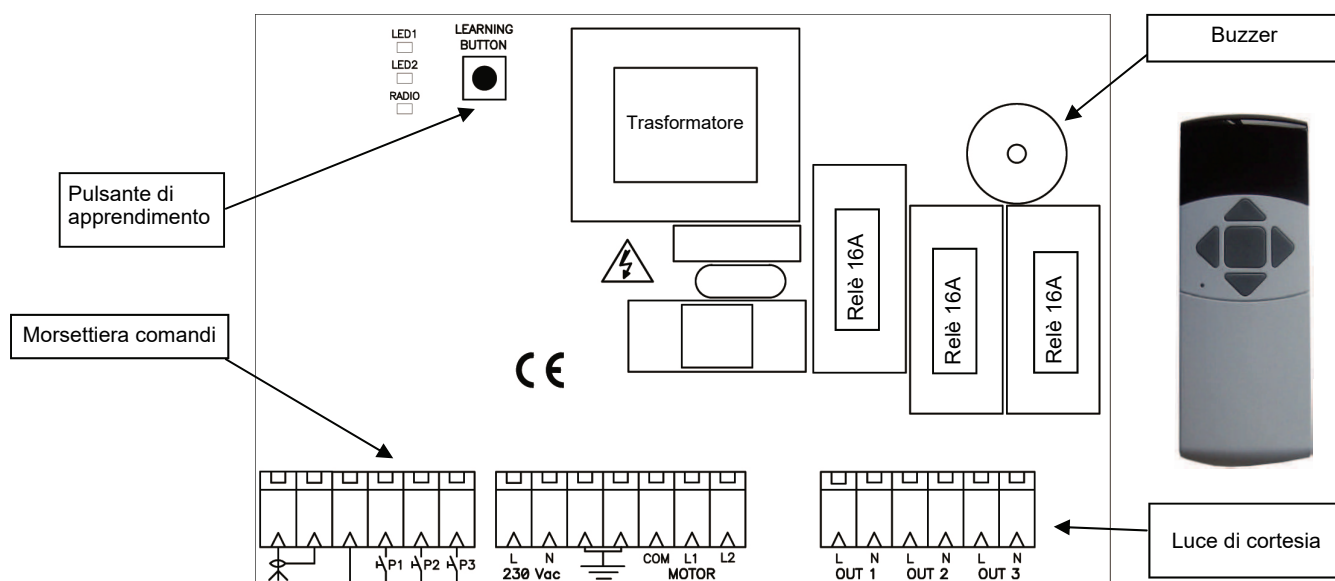 LED1
LED2
RADIO
LEARNING
BUTTON
Trasformatore
Buzzer
Pulsante di
apprendimento
Relè 16A
Relè 16A
Relè 16A
Morsettiera comandi
CE
P1 P2 P3
L N COM L1 L2
230 Vac MOTOR
L N L N L N
OUT 1 OUT 2 OUT 3
Luce di cortesia